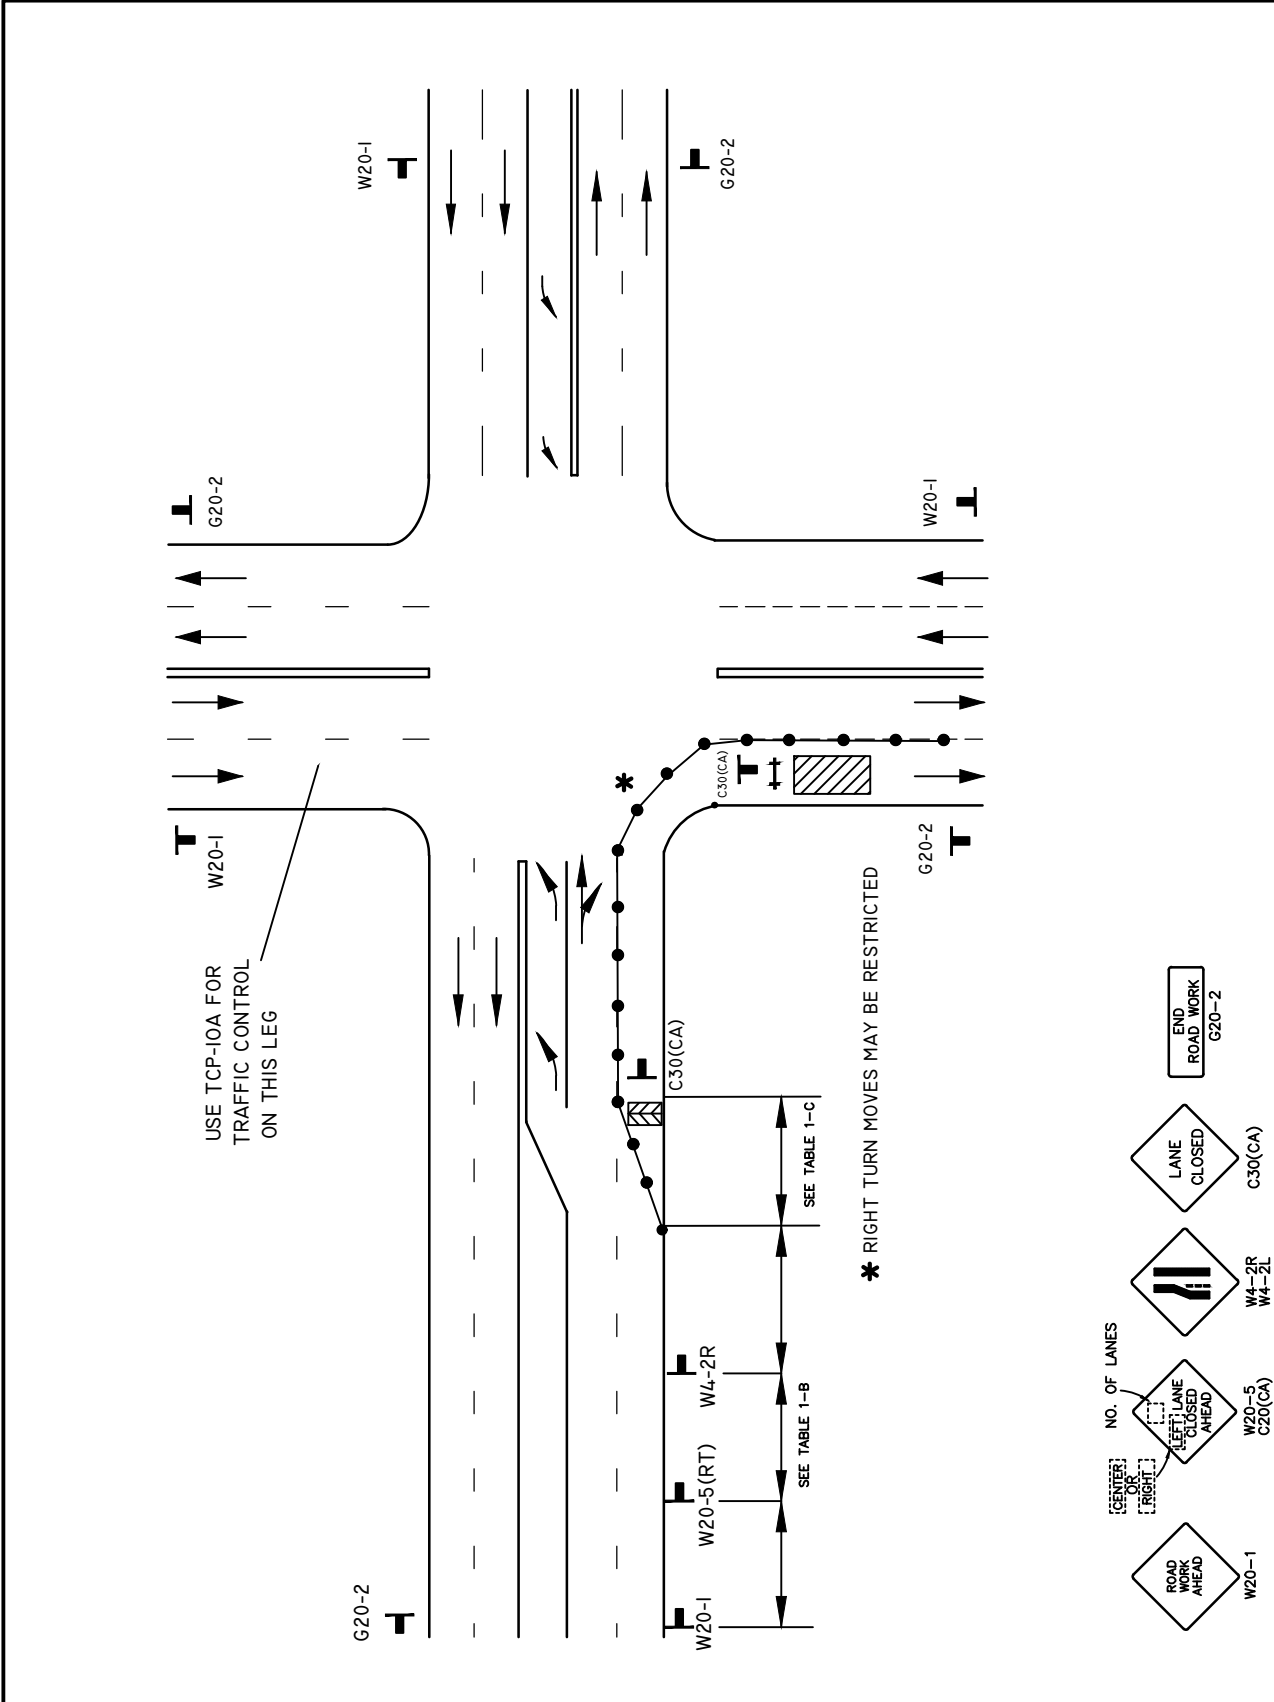 W20-1
G20-2
G20-2
W20-1
W20-1
G20-2
USE TCP-10A FOR
TRAFFIC CONTROL
ON THIS LEG
C30(CA)
C30(CA)
SEE TABLE 1-C
* RIGHT TURN MOVES MAY BE RESTRICTED
G20-2
W20-1
W20-5(RT)
W4-2R
SEE TABLE 1-B
ROAD
WORK
AHEAD
W20-1
CENTER
OR
RIGHT
NO. OF LANES
LEFT LANE
CLOSED
AHEAD
W20-5
C20(CA)
W4-2R
W4-2L
LANE
CLOSED
C30(CA)
END
ROAD WORK
G20-2